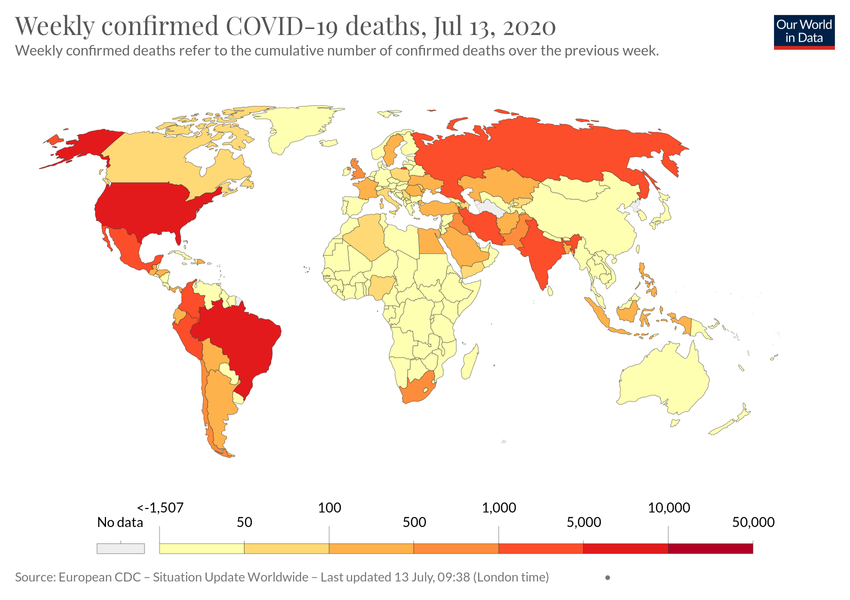 Weekly confirmed COVID-19 deaths, Jul 13, 2020
Weekly confirmed deaths refer to the cumulative number of confirmed deaths over the previous week.
Our World
in Data
<-1,507 100 1,000 10,000
No data 50 500 5,000 50,000
Source: European CDC – Situation Update Worldwide – Last updated 13 July, 09:38 (London time) •